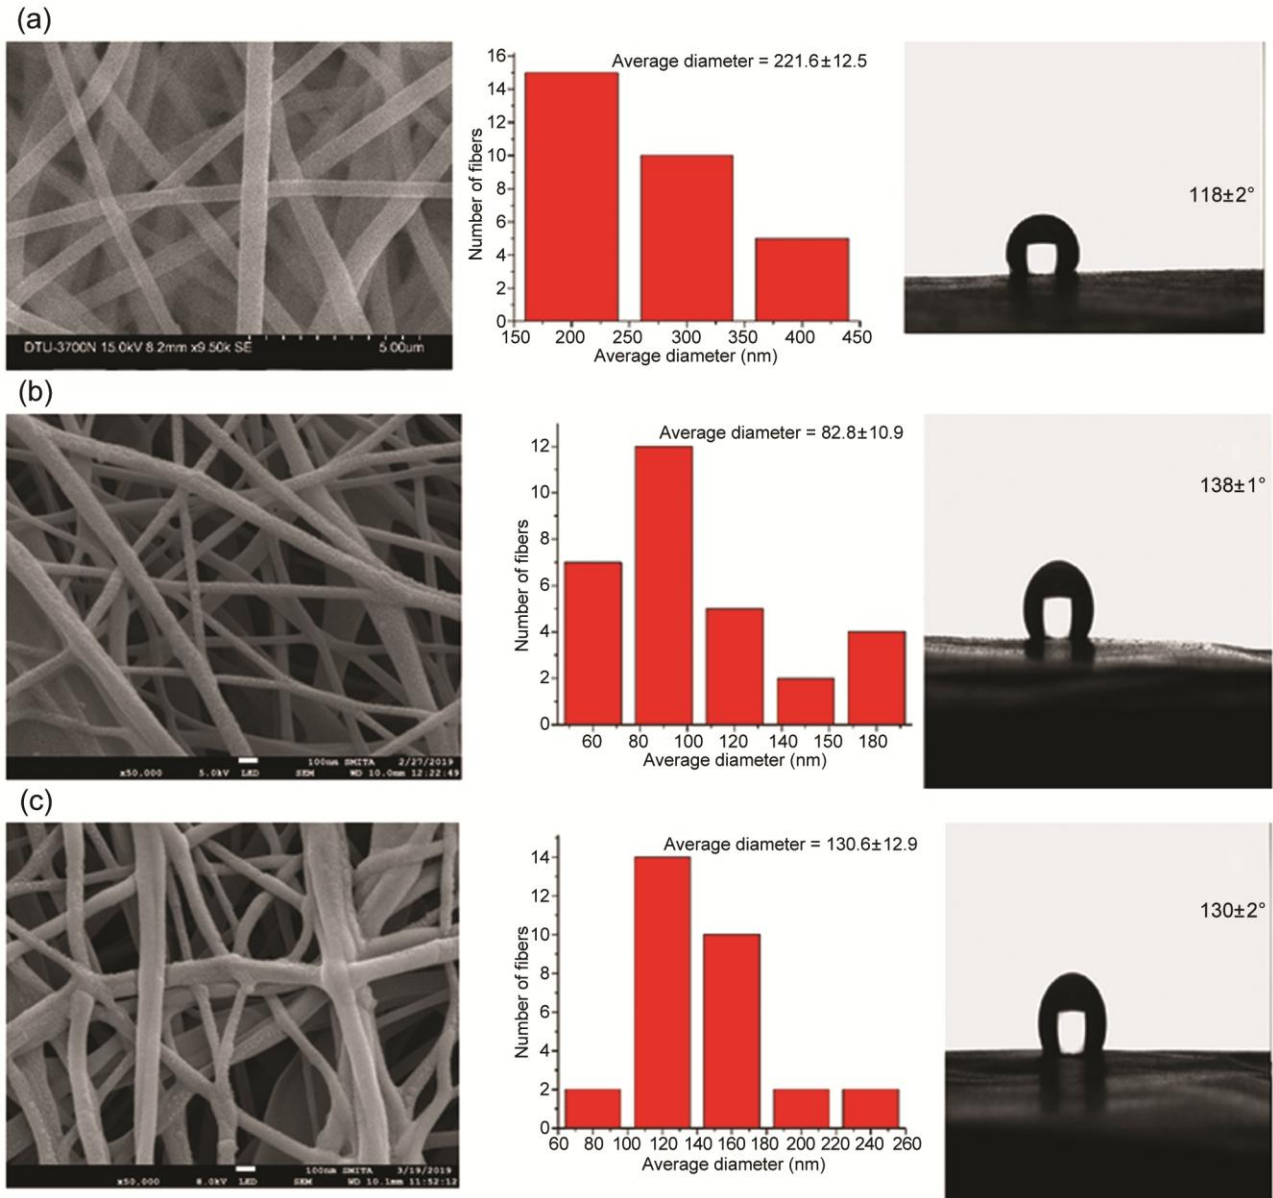 (a)
Average diameter = 221.6±12.5
16
14
12
10
8
6
4
2
0
Number of fibers
150 200 250 300 350 400 450
Average diameter (nm)
118±2°
DTU-3700N 15.0kV 8.2mm x9.50k SE 5.00um
(b)
Average diameter = 82.8±10.9
12
10
8
6
4
2
0
Number of fibers
60 80 100 120 140 150 180
Average diameter (nm)
138±1°
100nm SMITA 2/27/2019
x50,000 5.0kV LED SEM WD 10.0mm 12:22:49
(c)
Average diameter = 130.6±12.9
14
12
10
8
6
4
2
0
Number of fibers
60 80 100 120 140 160 180 200 220 240 260
Average diameter (nm)
130±2°
100nm SMITA 3/19/2019
x50,000 8.0kV LED SEM WD 10.1mm 11:52:12